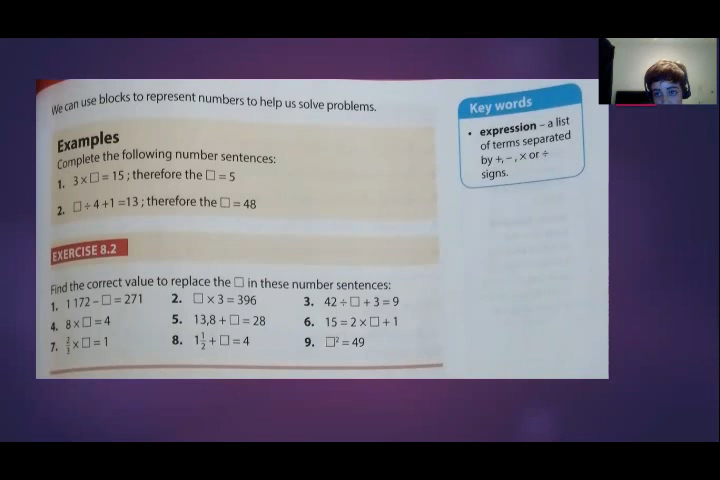 We can use blocks to represent numbers to help us solve problems.
Examples
Complete the following number sentences:
1. 3 × □ = 15 ; therefore the □ = 5
2. □ ÷ 4 + 1 =13 ; therefore the □ = 48
Key words
• expression – a list
of terms separated
by +, –, × or ÷
signs.
EXERCISE 8.2
Find the correct value to replace the □ in these number sentences:
1. 1 172 – □ = 271 2. □ × 3 = 396 3. 42 ÷ □ + 3 = 9
4. 8 × □ = 4 5. 13,8 + □ = 28 6. 15 = 2 × □ + 1
7. 2/3 × □ = 1 8. 1 1/2 + □ = 4 9. □² = 49